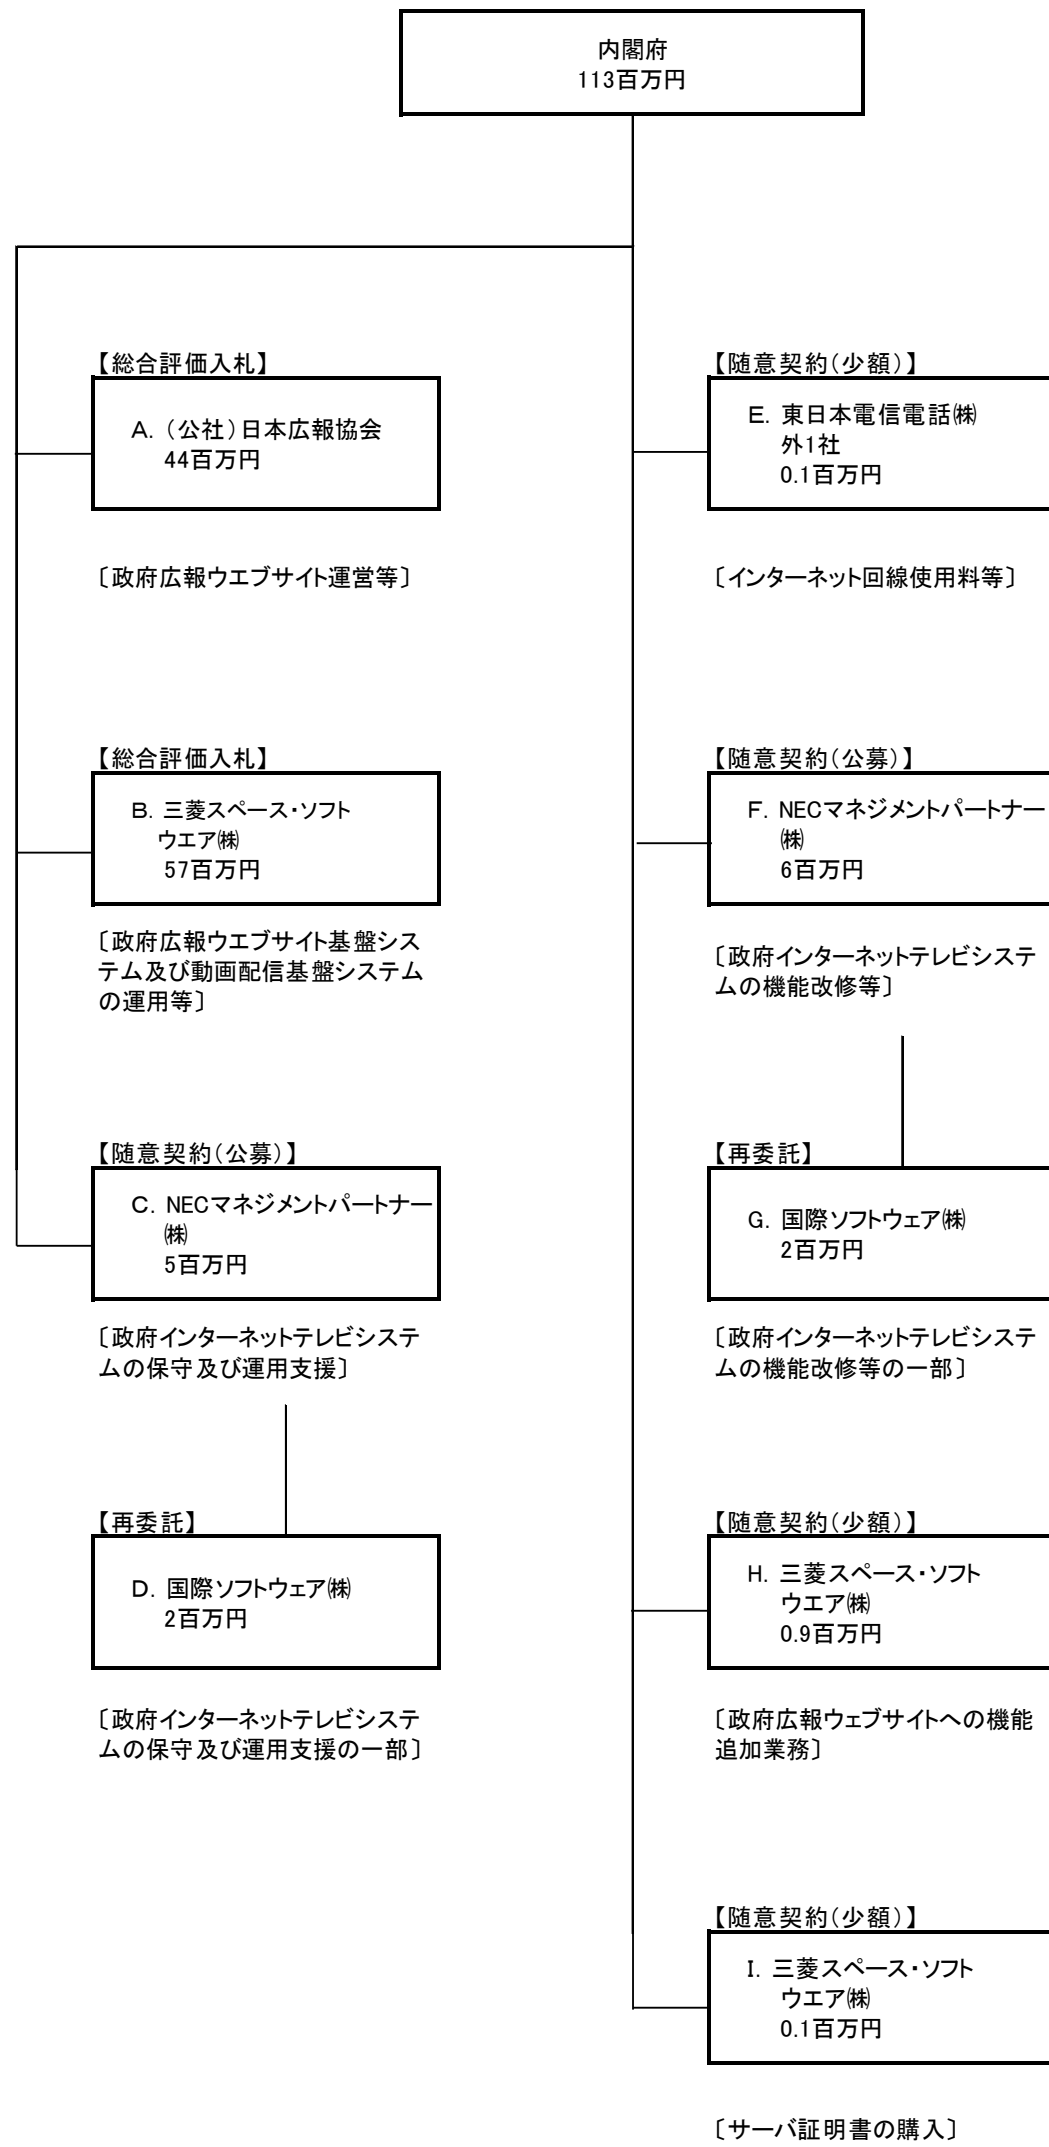 内閣府
113百万円
【総合評価入札】
A. （公社）日本広報協会
44百万円
〔政府広報ウエブサイト運営等〕
【総合評価入札】
B. 三菱スペース・ソフト
ウエア㈱
57百万円
〔政府広報ウエブサイト基盤シス
テム及び動画配信基盤システム
の運用等〕
【随意契約（公募）】
C. NECマネジメントパートナー
㈱
5百万円
〔政府インターネットテレビシステ
ムの保守及び運用支援〕
【再委託】
D. 国際ソフトウェア㈱
2百万円
〔政府インターネットテレビシステ
ムの保守及び運用支援の一部〕
【随意契約（少額）】
E. 東日本電信電話㈱
外1社
0.1百万円
〔インターネット回線使用料等〕
【随意契約（公募）】
F. NECマネジメントパートナー
㈱
6百万円
〔政府インターネットテレビシステ
ムの機能改修等〕
【再委託】
G. 国際ソフトウェア㈱
2百万円
〔政府インターネットテレビシステ
ムの機能改修等の一部〕
【随意契約（少額）】
H. 三菱スペース・ソフト
ウエア㈱
0.9百万円
〔政府広報ウェブサイトへの機能
追加業務〕
【随意契約（少額）】
I. 三菱スペース・ソフト
ウエア㈱
0.1百万円
〔サーバ証明書の購入〕